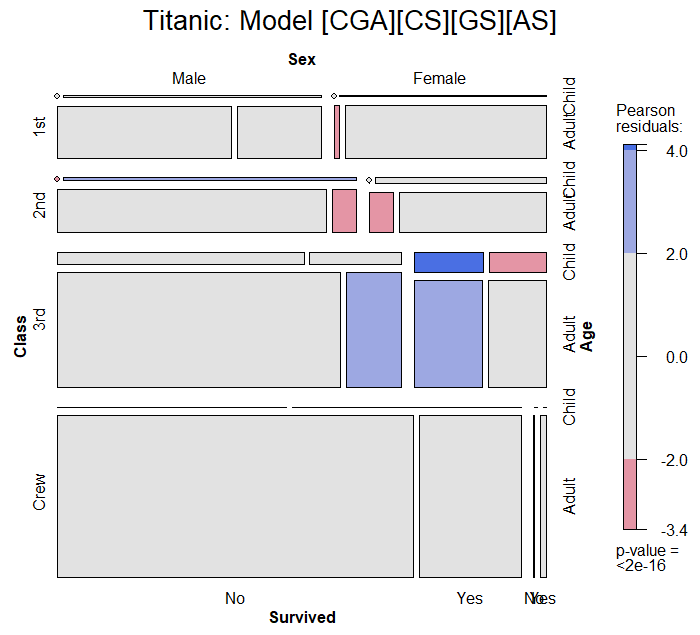 Titanic: Model [CGA][CS][GS][AS]
Sex
Male Female
1st
2nd
3rd
Crew
Class
Child
Adult
Child
Adult
Child
Adult
Child
Adult
Age
No Yes No Yes
Survived
Pearson
residuals:
4.0
2.0
0.0
-2.0
-3.4
p-value =
<2e-16